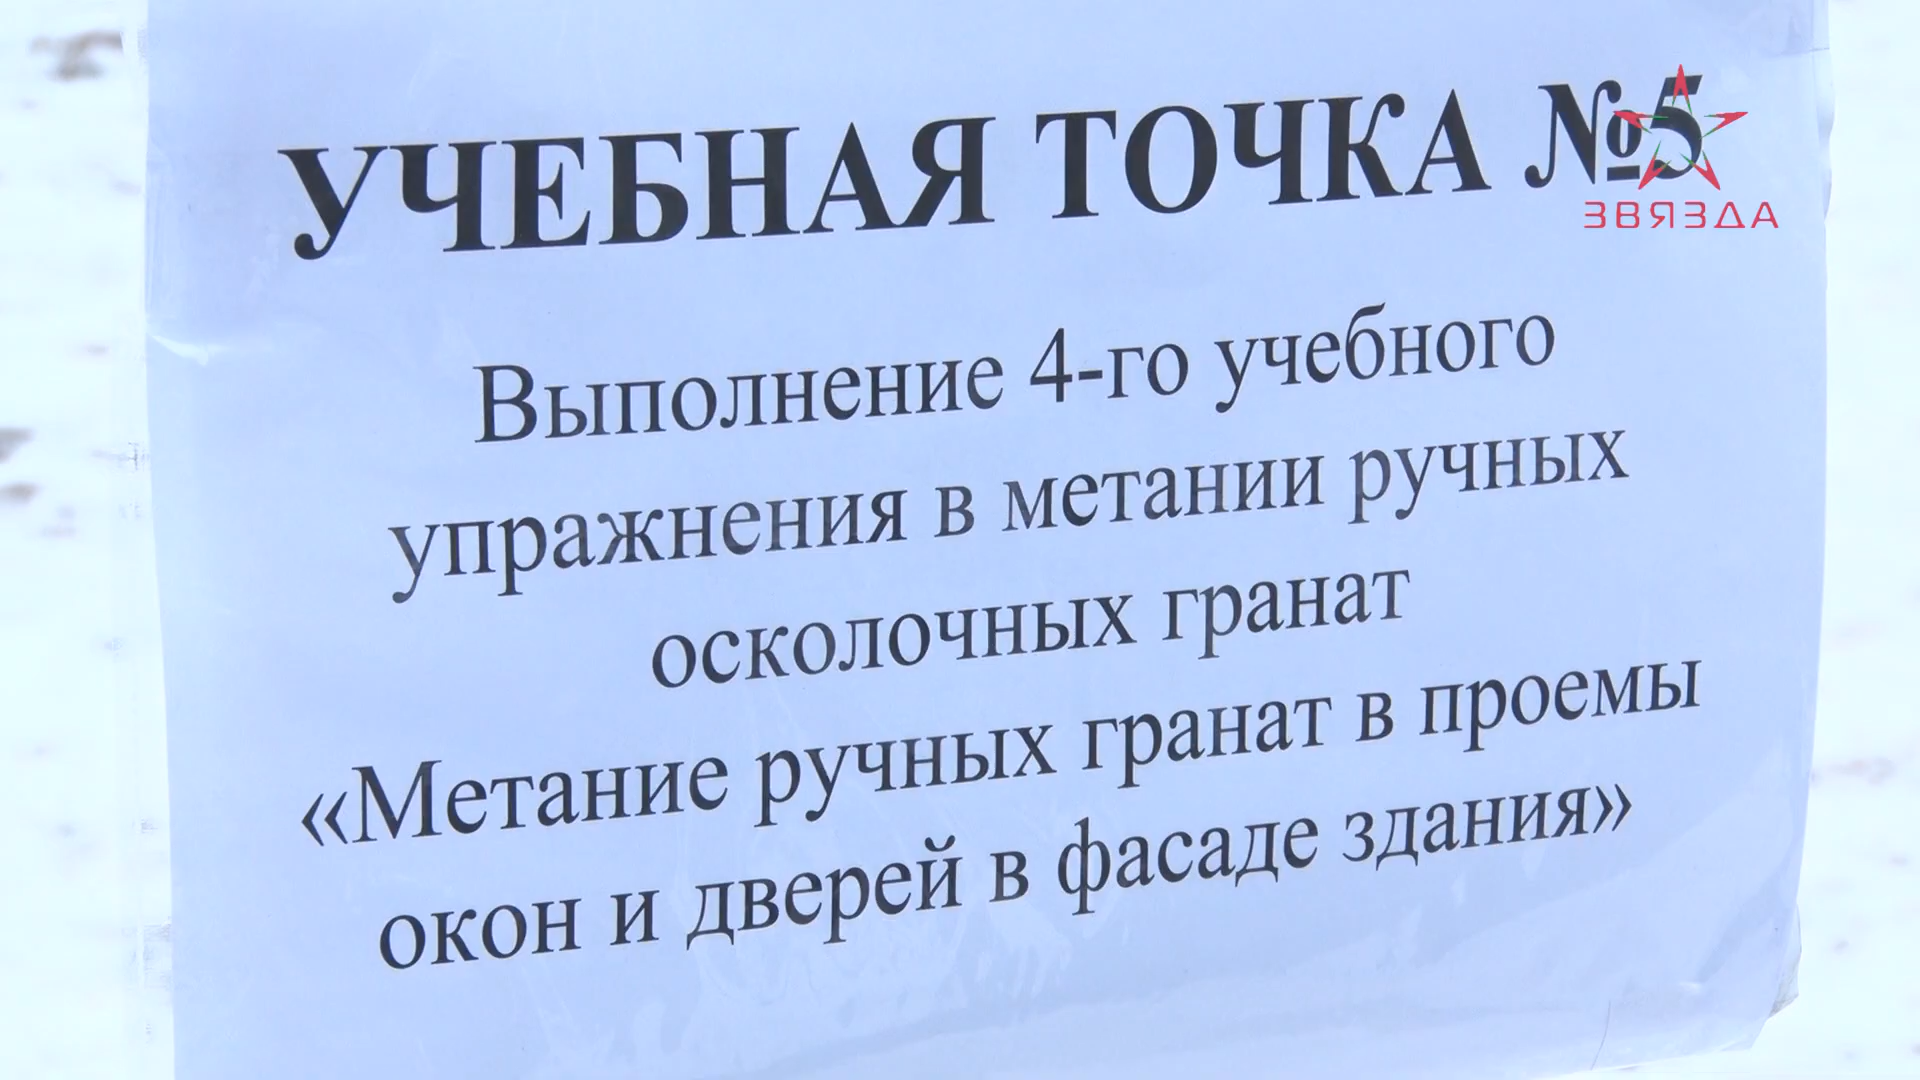 УЧЕБНАЯ ТОЧКА №5
ЗВЯЗДА
Выполнение 4-го учебного
упражнения в метании ручных
осколочных гранат
«Метание ручных гранат в проемы
окон и дверей в фасаде здания»